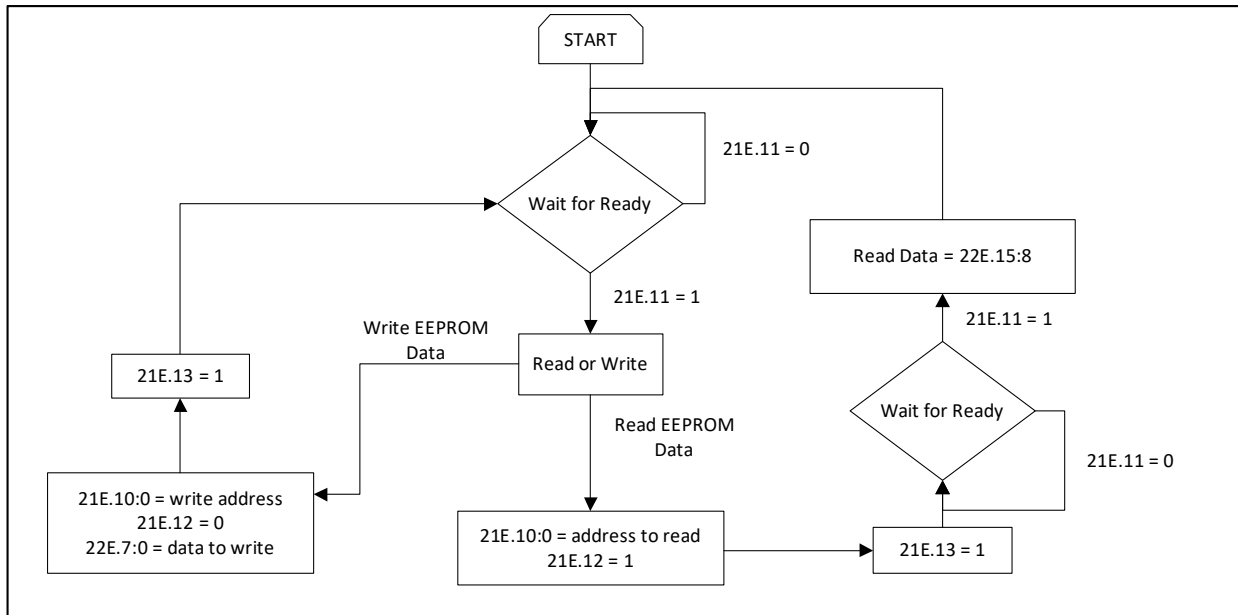 START
21E.11 = 0
Wait for Ready
21E.11 = 1
Read or Write
Write EEPROM
Data
21E.10:0 = write address
21E.12 = 0
22E.7:0 = data to write
21E.13 = 1
Read EEPROM
Data
21E.10:0 = address to read
21E.12 = 1
21E.13 = 1
Wait for Ready
21E.11 = 0
21E.11 = 1
Read Data = 22E.15:8